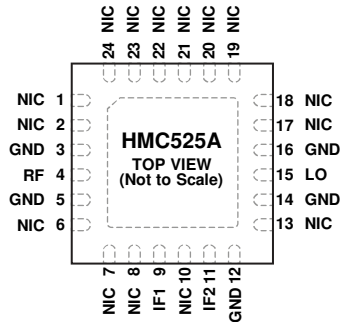 24 NIC
23 NIC
22 NIC
21 NIC
20 NIC
19 NIC
NIC 1
NIC 2
GND 3
RF 4
GND 5
NIC 6
HMC525A
TOP VIEW
(Not to Scale)
18 NIC
17 NIC
16 GND
15 LO
14 GND
13 NIC
NIC 7
NIC 8
IF1 9
NIC 10
IF2 11
GND 12